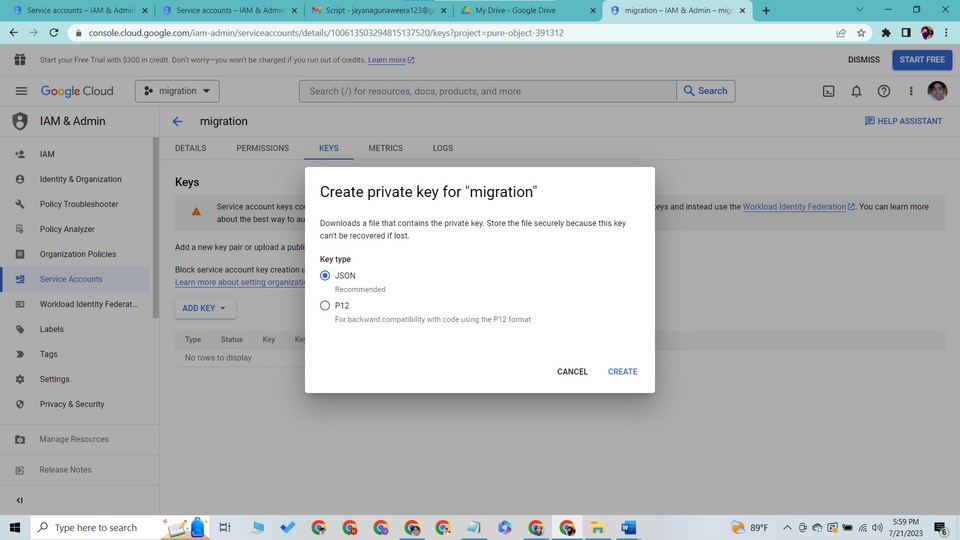 Service accounts – IAM & Admin
Service accounts – IAM & Admin
Script - jayanagunaweera123@g
My Drive - Google Drive
migration – IAM & Admin – mig
console.cloud.google.com/iam-admin/serviceaccounts/details/100613503294815137520/keys?project=pure-object-391312
Start your Free Trial with $300 in credit. Don't worry—you won't be charged if you run out of credits. Learn more
DISMISS
START FREE
Google Cloud
migration
Search (/) for resources, docs, products, and more
Search
IAM & Admin
migration
HELP ASSISTANT
IAM
Identity & Organization
Policy Troubleshooter
Policy Analyzer
Organization Policies
Service Accounts
Workload Identity Federat...
Labels
Tags
Settings
Privacy & Security
Manage Resources
Release Notes
DETAILS
PERMISSIONS
KEYS
METRICS
LOGS
Keys
Service account keys co
eys and instead use the Workload Identity Federation. You can learn more
about the best way to au
Add a new key pair or upload a publi
Block service account key creation u
Learn more about setting organizatio
ADD KEY
Type Status Key Ke
No rows to display
Create private key for "migration"
Downloads a file that contains the private key. Store the file securely because this key
can't be recovered if lost.
Key type
JSON
Recommended
P12
For backward compatibility with code using the P12 format
CANCEL
CREATE
Type here to search
89°F
5:59 PM
7/21/2023
6